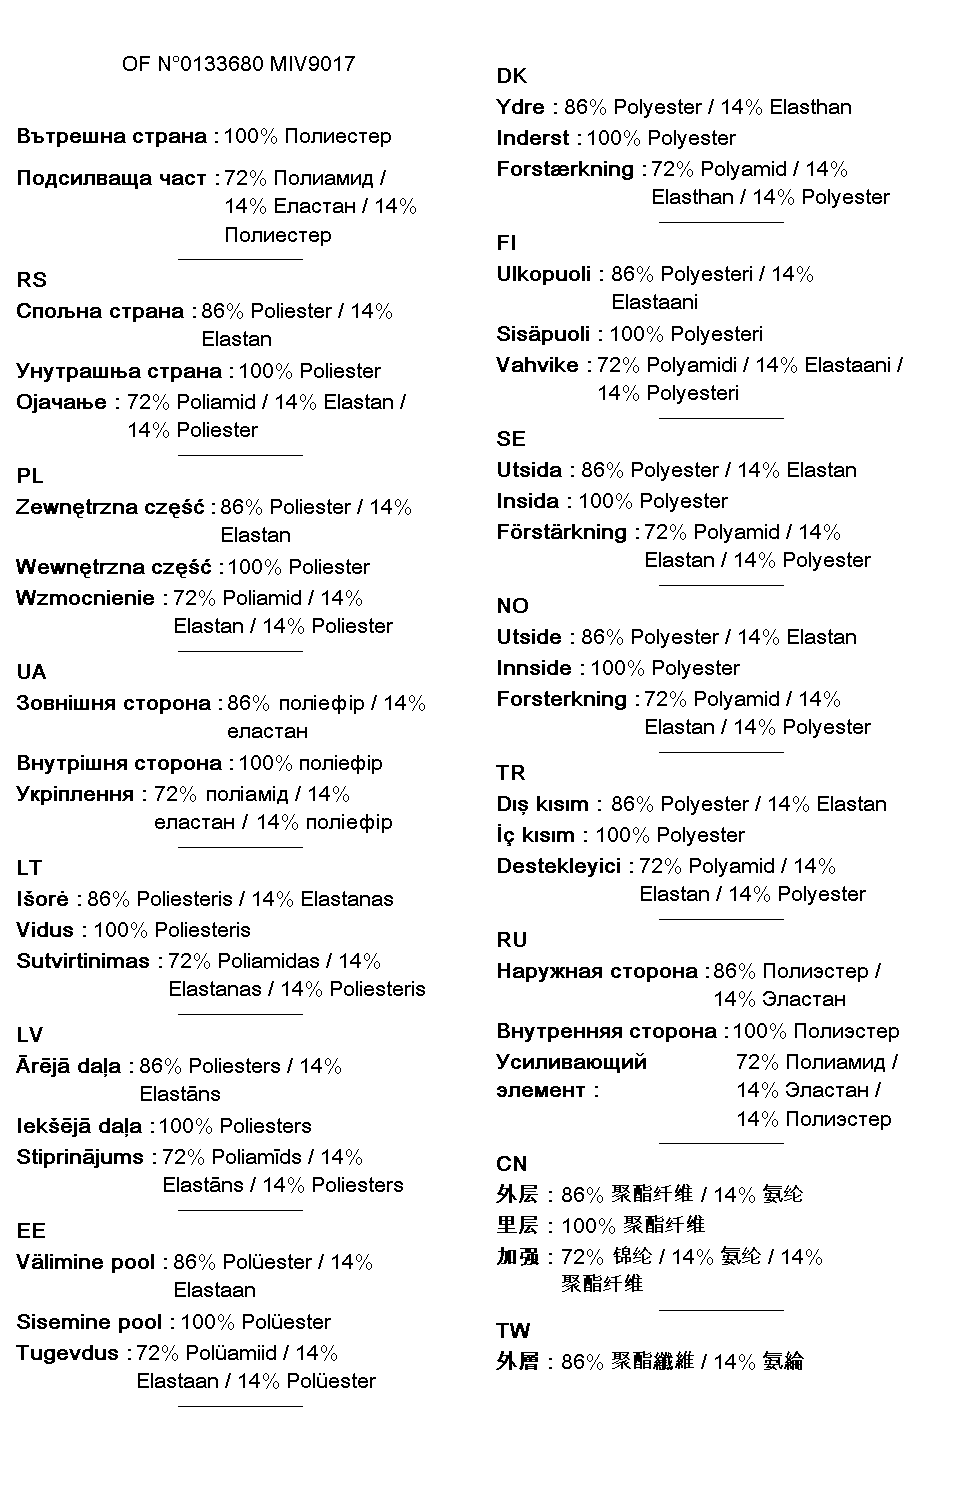 OF N°0133680 MIV9017
Вътрешна страна : 100% Полиестер
Подсилваща част : 72% Полиамид /
14% Еластан / 14%
Полиестер
RS
Спољна страна : 86% Poliester / 14%
Elastan
Унутрашња страна : 100% Poliester
Ојачање : 72% Poliamid / 14% Elastan /
14% Poliester
PL
Zewnętrzna część : 86% Poliester / 14%
Elastan
Wewnętrzna część : 100% Poliester
Wzmocnienie : 72% Poliamid / 14%
Elastan / 14% Poliester
UA
Зовнішня сторона : 86% поліефір / 14%
еластан
Внутрішня сторона : 100% поліефір
Укріплення : 72% поліамід / 14%
еластан / 14% поліефір
LT
Išorė : 86% Poliesteris / 14% Elastanas
Vidus : 100% Poliesteris
Sutvirtinimas : 72% Poliamidas / 14%
Elastanas / 14% Poliesteris
LV
Ārējā daļa : 86% Poliesters / 14%
Elastāns
Iekšējā daļa : 100% Poliesters
Stiprinājums : 72% Poliamīds / 14%
Elastāns / 14% Poliesters
EE
Välimine pool : 86% Polüester / 14%
Elastaan
Sisemine pool : 100% Polüester
Tugevdus : 72% Polüamiid / 14%
Elastaan / 14% Polüester
DK
Ydre : 86% Polyester / 14% Elasthan
Inderst : 100% Polyester
Forstærkning : 72% Polyamid / 14%
Elasthan / 14% Polyester
FI
Ulkopuoli : 86% Polyesteri / 14%
Elastaani
Sisäpuoli : 100% Polyesteri
Vahvike : 72% Polyamidi / 14% Elastaani /
14% Polyesteri
SE
Utsida : 86% Polyester / 14% Elastan
Insida : 100% Polyester
Förstärkning : 72% Polyamid / 14%
Elastan / 14% Polyester
NO
Utside : 86% Polyester / 14% Elastan
Innside : 100% Polyester
Forsterkning : 72% Polyamid / 14%
Elastan / 14% Polyester
TR
Dış kısım : 86% Polyester / 14% Elastan
İç kısım : 100% Polyester
Destekleyici : 72% Polyamid / 14%
Elastan / 14% Polyester
RU
Наружная сторона : 86% Полиэстер /
14% Эластан
Внутренняя сторона : 100% Полиэстер
Усиливающий 72% Полиамид /
элемент : 14% Эластан /
14% Полиэстер
CN
外层 : 86% 聚酯纤维 / 14% 氨纶
里层 : 100% 聚酯纤维
加强 : 72% 锦纶 / 14% 氨纶 / 14%
聚酯纤维
TW
外層 : 86% 聚酯纖維 / 14% 氨綸